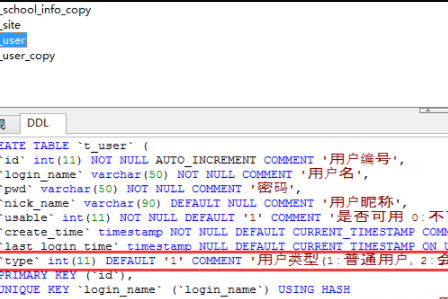 _school_info_copy
_site
_user
_user_copy
DDL
EATE TABLE `t_user` (
`id` int(11) NOT NULL AUTO_INCREMENT COMMENT '用户编号',
`login_name` varchar(50) NOT NULL COMMENT '用户名',
`pwd` varchar(50) NOT NULL COMMENT '密码',
`nick_name` varchar(90) DEFAULT NULL COMMENT '用户昵称',
`usable` int(11) NOT NULL DEFAULT '1' COMMENT '是否可用 0:不
`create_time` timestamp NOT NULL DEFAULT CURRENT_TIMESTAMP COMM
`last_login_time` timestamp NULL DEFAULT CURRENT_TIMESTAMP ON U
`type` int(11) DEFAULT '1' COMMENT '用户类型(1:普通用户, 2:会
PRIMARY KEY (`id`),
UNIQUE KEY `login_name` (`login_name`) USING HASH